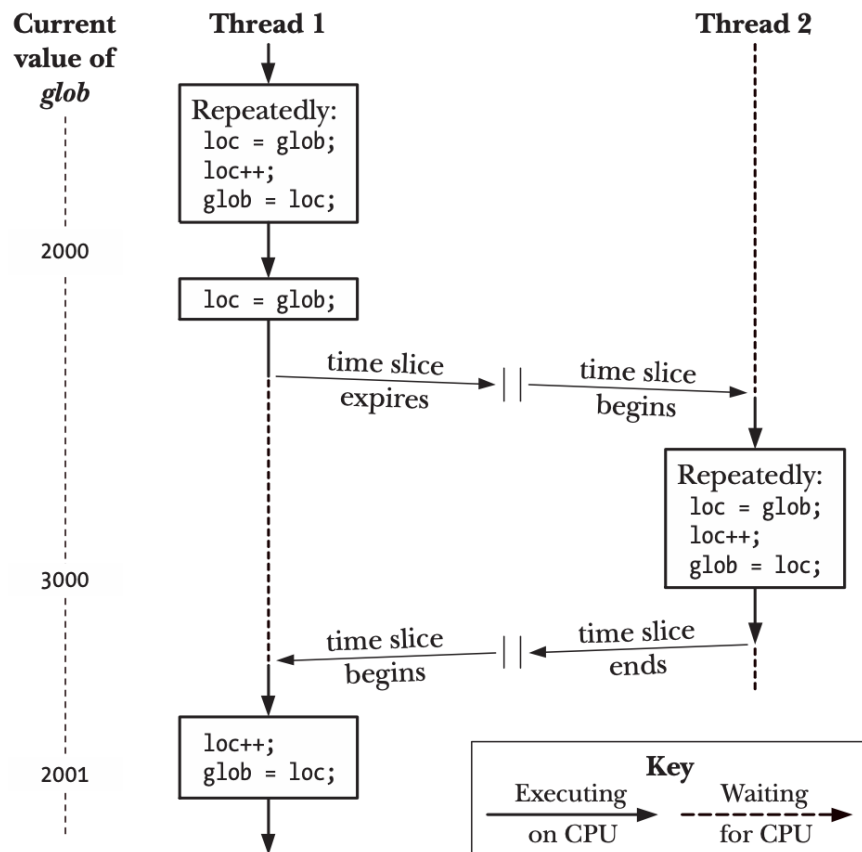 Current
value of
glob
Thread 1
Thread 2
Repeatedly:
loc = glob;
loc++;
glob = loc;
2000
loc = glob;
time slice
expires
time slice
begins
Repeatedly:
loc = glob;
loc++;
glob = loc;
3000
time slice
begins
time slice
ends
loc++;
glob = loc;
2001
Key
Executing
on CPU
Waiting
for CPU